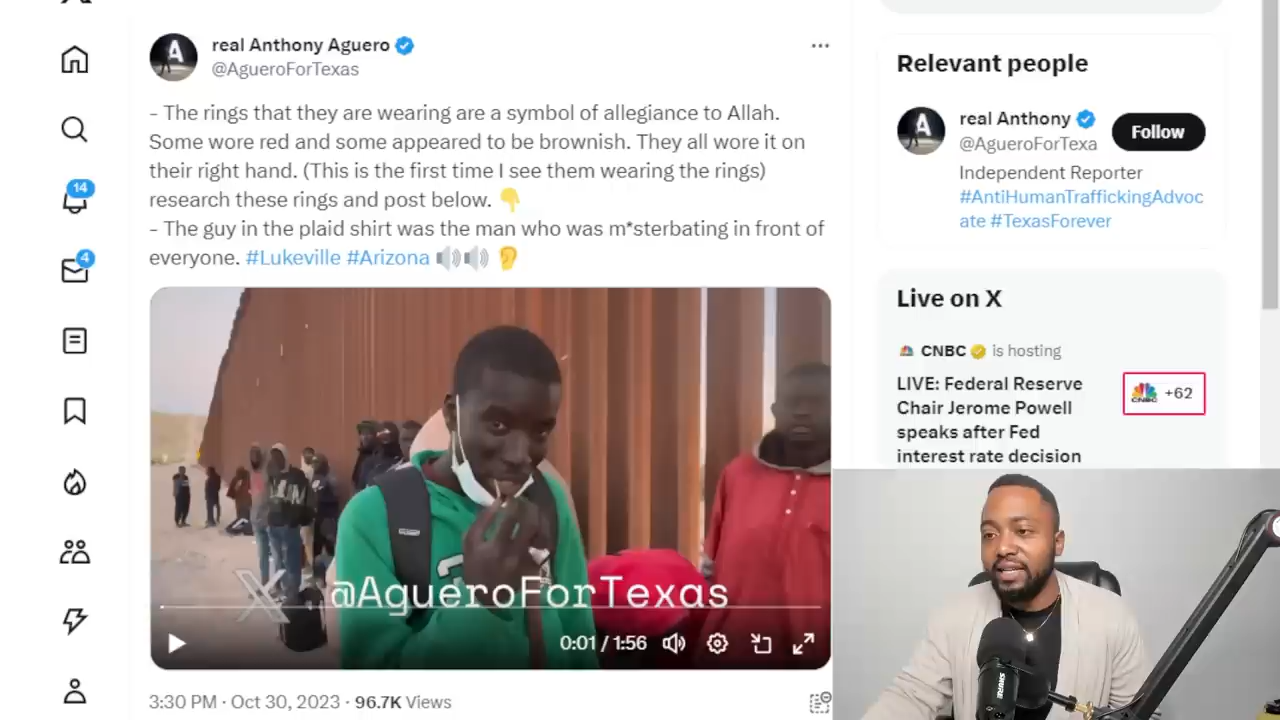 real Anthony Aguero
@AgueroForTexas
- The rings that they are wearing are a symbol of allegiance to Allah.
Some wore red and some appeared to be brownish. They all wore it on
their right hand. (This is the first time I see them wearing the rings)
research these rings and post below. 👇
- The guy in the plaid shirt was the man who was m*sterbating in front of
everyone. #Lukeville #Arizona 🔊🔊 👂
@AgueroForTexas
0:01 / 1:56
3:30 PM · Oct 30, 2023 · 96.7K Views
14
4
Relevant people
real Anthony
@AgueroForTexa
Follow
Independent Reporter
#AntiHumanTraffickingAdvoc
ate #TexasForever
Live on X
CNBC is hosting
LIVE: Federal Reserve
Chair Jerome Powell
speaks after Fed
interest rate decision
CNBC
+62
SHURE